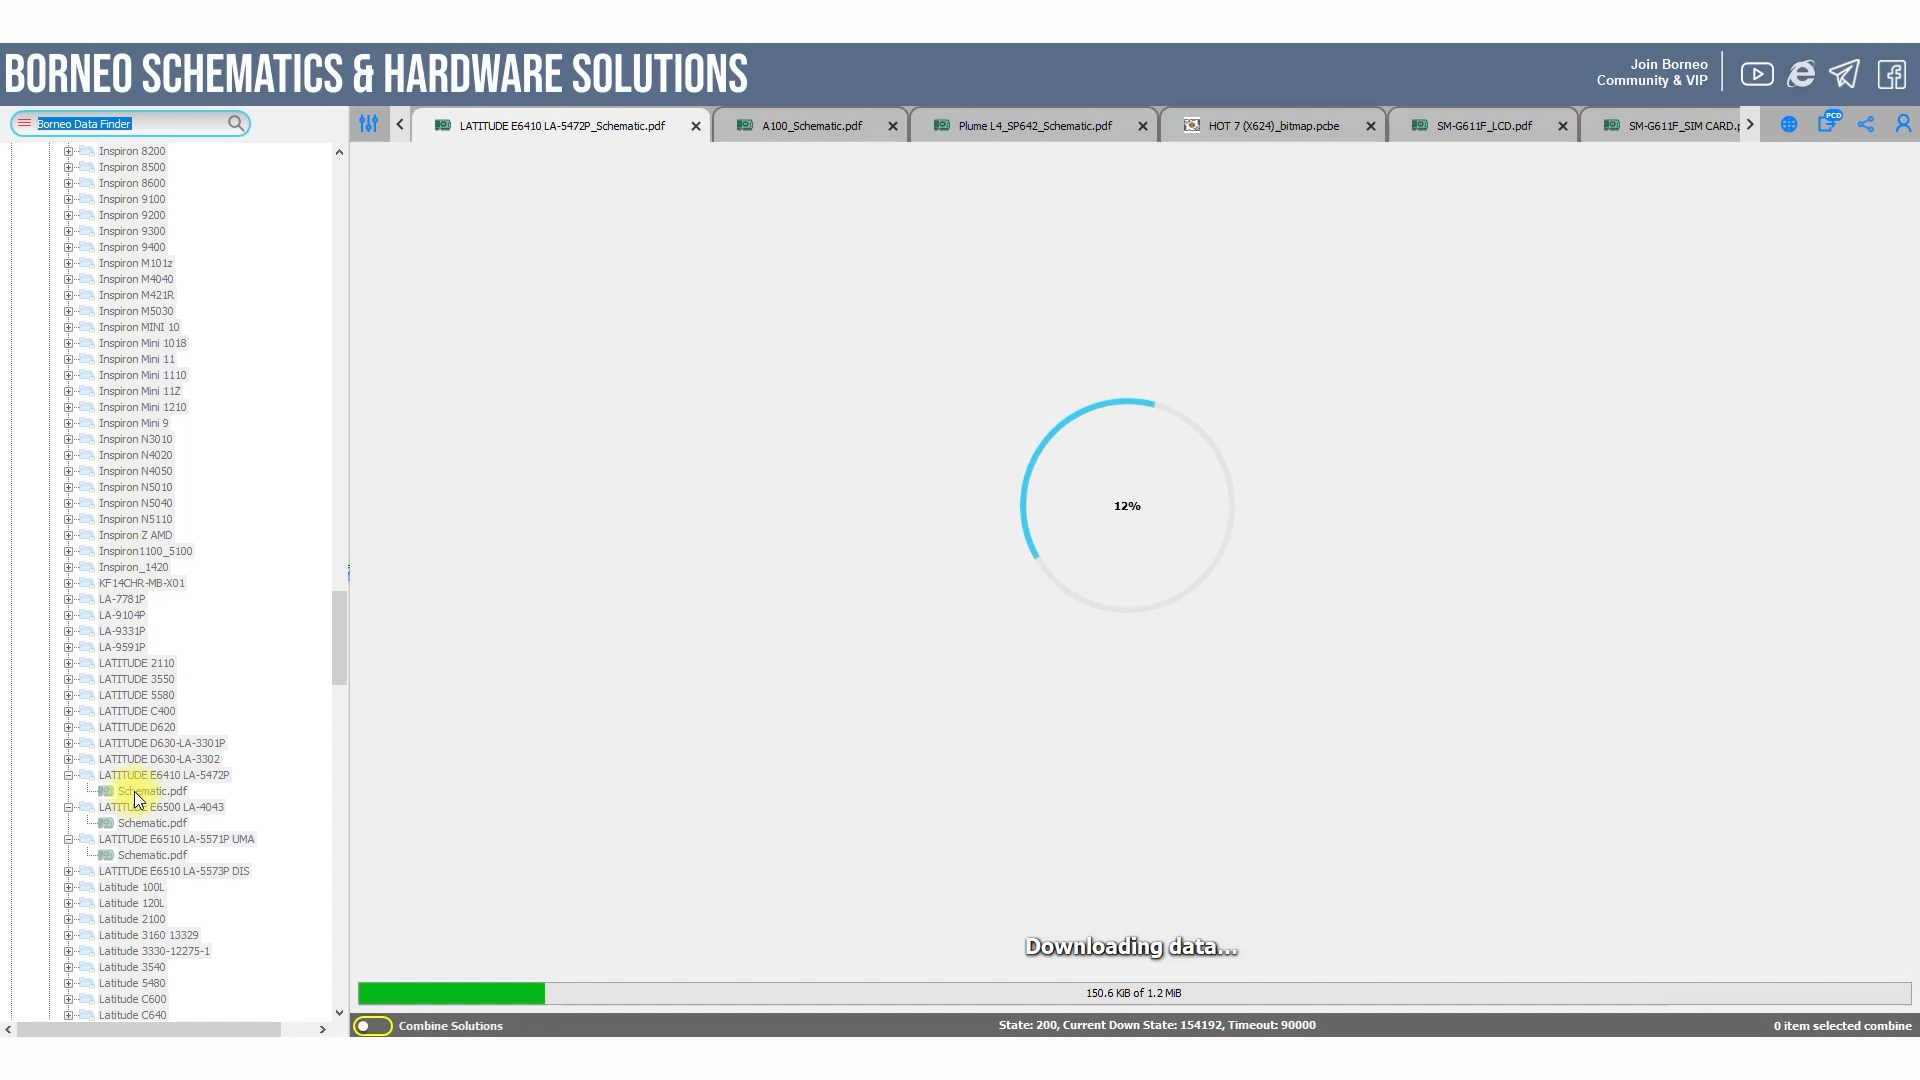 BORNEO SCHEMATICS & HARDWARE SOLUTIONS
Join Borneo
Community & VIP
Borneo Data Finder
LATITUDE E6410 LA-5472P_Schematic.pdf
A100_Schematic.pdf
Plume L4_SP642_Schematic.pdf
HOT 7 (X624)_bitmap.pcbe
SM-G611F_LCD.pdf
SM-G611F_SIM CARD.p
PCD
Inspiron 8200
Inspiron 8500
Inspiron 8600
Inspiron 9100
Inspiron 9200
Inspiron 9300
Inspiron 9400
Inspiron M101z
Inspiron M4040
Inspiron M421R
Inspiron M5030
Inspiron MINI 10
Inspiron Mini 1018
Inspiron Mini 11
Inspiron Mini 1110
Inspiron Mini 11Z
Inspiron Mini 1210
Inspiron Mini 9
Inspiron N3010
Inspiron N4020
Inspiron N4050
Inspiron N5010
Inspiron N5040
Inspiron N5110
Inspiron Z AMD
Inspiron1100_5100
Inspiron_1420
KF14CHR-MB-X01
LA-7781P
LA-9104P
LA-9331P
LA-9591P
LATITUDE 2110
LATITUDE 3550
LATITUDE 5580
LATITUDE C400
LATITUDE D620
LATITUDE D630-LA-3301P
LATITUDE D630-LA-3302
LATITUDE E6410 LA-5472P
Schematic.pdf
LATITUDE E6500 LA-4043
Schematic.pdf
LATITUDE E6510 LA-5571P UMA
Schematic.pdf
LATITUDE E6510 LA-5573P DIS
Latitude 100L
Latitude 120L
Latitude 2100
Latitude 3160 13329
Latitude 3330-12275-1
Latitude 3540
Latitude 5480
Latitude C600
Latitude C640
12%
Downloading data...
150.6 KiB of 1.2 MiB
Combine Solutions
State: 200, Current Down State: 154192, Timeout: 90000
0 item selected combine